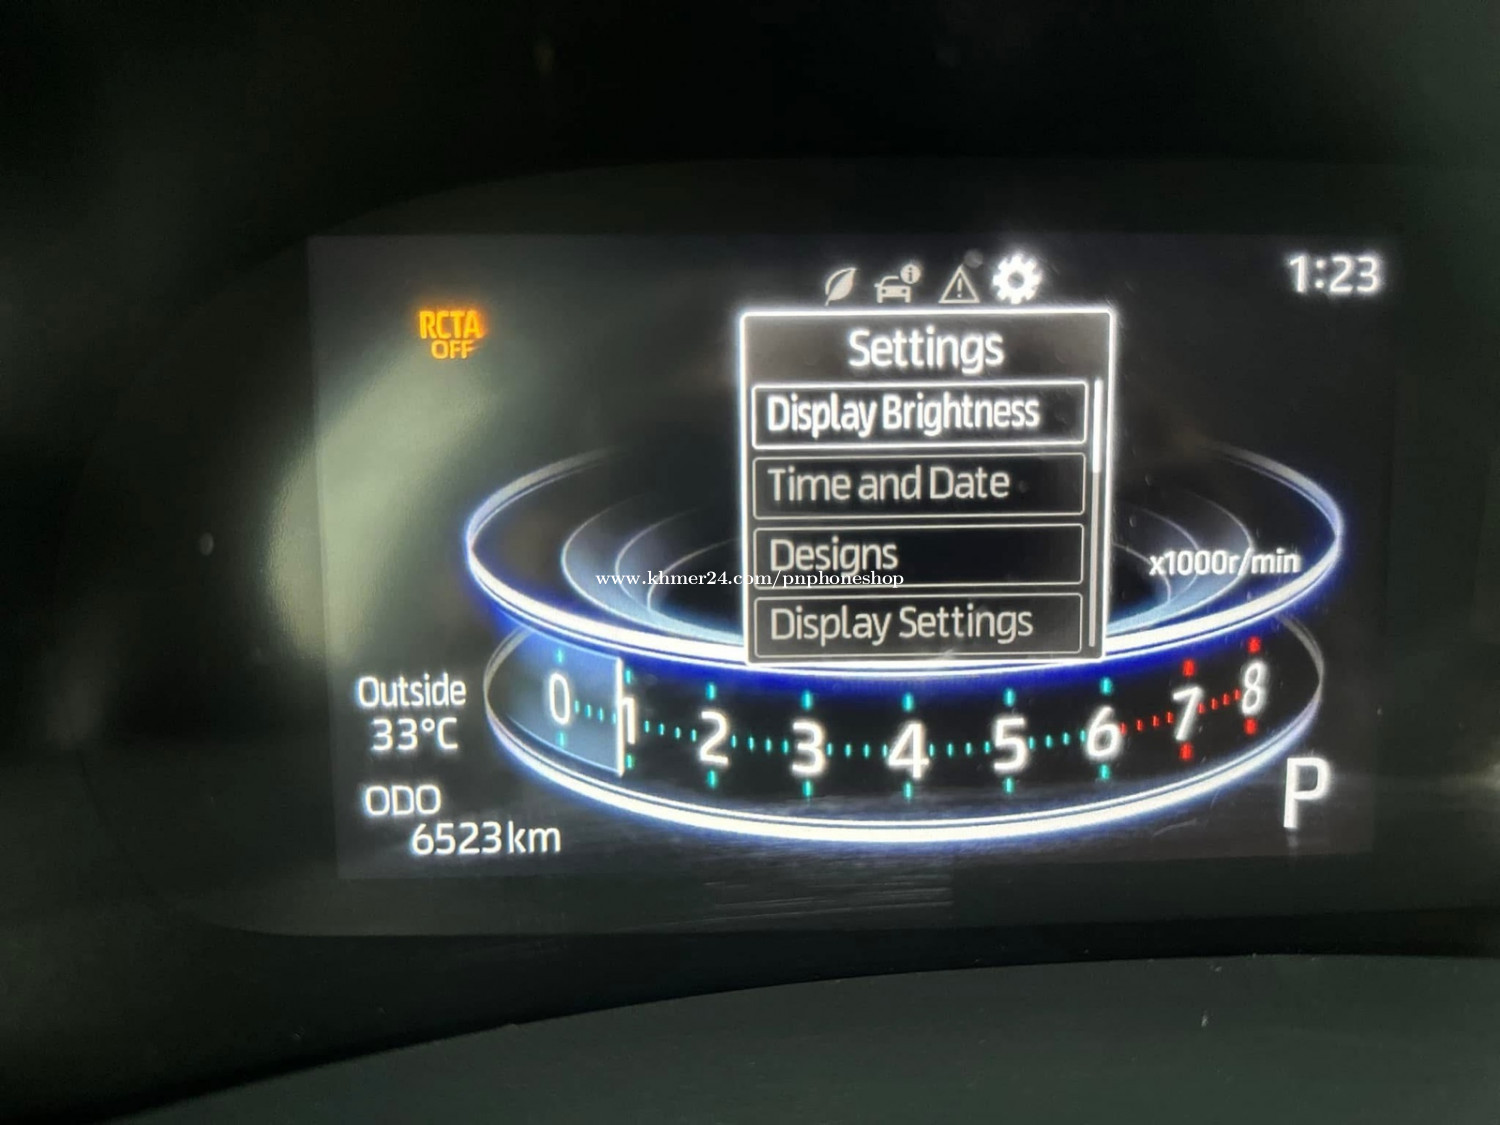 1:23
RCTA
OFF
Settings
Display Brightness
Time and Date
Designs
Display Settings
x1000r/min
www.khmer24.com/pnphoneshop
0 1 2 3 4 5 6 7 8
Outside
33°C
ODO
6523km
P